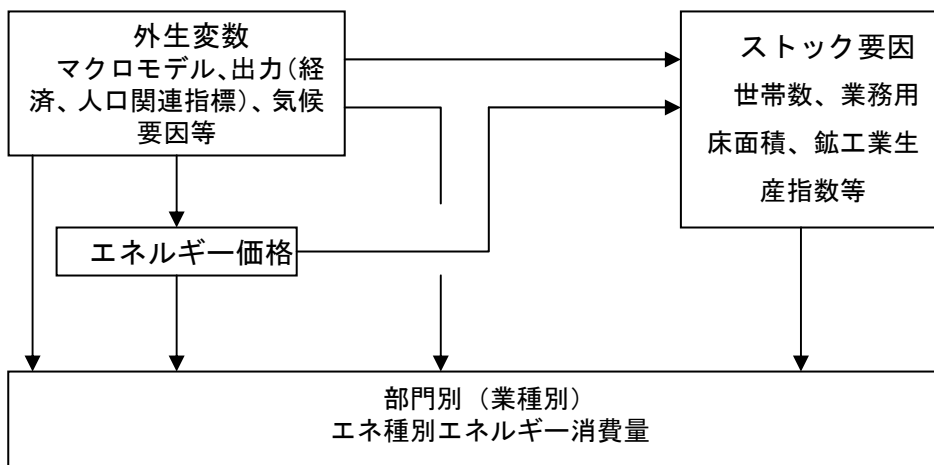 外生変数
マクロモデル、出力（経
済、人口関連指標）、気候
要因等
ストック要因
世帯数、業務用
床面積、鉱工業生
産指数等
エネルギー価格
部門別（業種別）
エネ種別エネルギー消費量